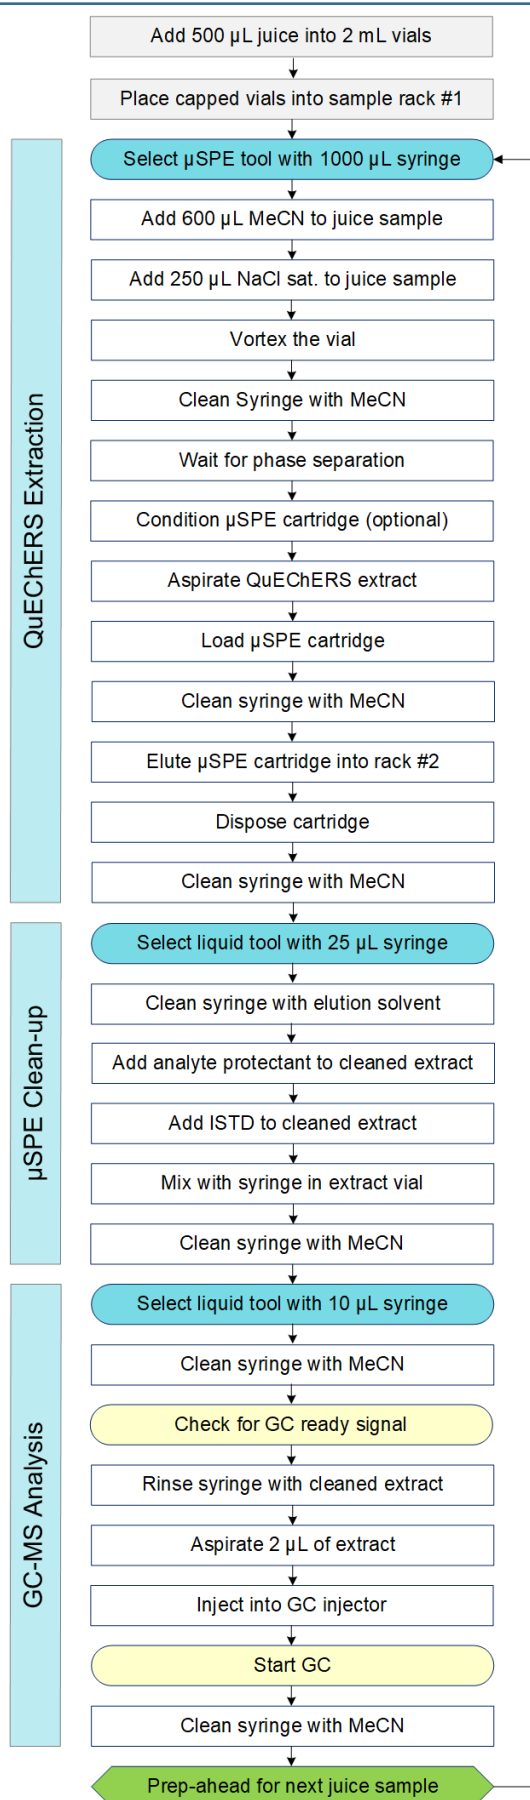 Add 500 µL juice into 2 mL vials
Place capped vials into sample rack #1
QuEChERS Extraction
Select µSPE tool with 1000 µL syringe
Add 600 µL MeCN to juice sample
Add 250 µL NaCl sat. to juice sample
Vortex the vial
Clean Syringe with MeCN
Wait for phase separation
Condition µSPE cartridge (optional)
Aspirate QuEChERS extract
Load µSPE cartridge
Clean syringe with MeCN
Elute µSPE cartridge into rack #2
Dispose cartridge
Clean syringe with MeCN
µSPE Clean-up
Select liquid tool with 25 µL syringe
Clean syringe with elution solvent
Add analyte protectant to cleaned extract
Add ISTD to cleaned extract
Mix with syringe in extract vial
Clean syringe with MeCN
GC-MS Analysis
Select liquid tool with 10 µL syringe
Clean syringe with MeCN
Check for GC ready signal
Rinse syringe with cleaned extract
Aspirate 2 µL of extract
Inject into GC injector
Start GC
Clean syringe with MeCN
Prep-ahead for next juice sample